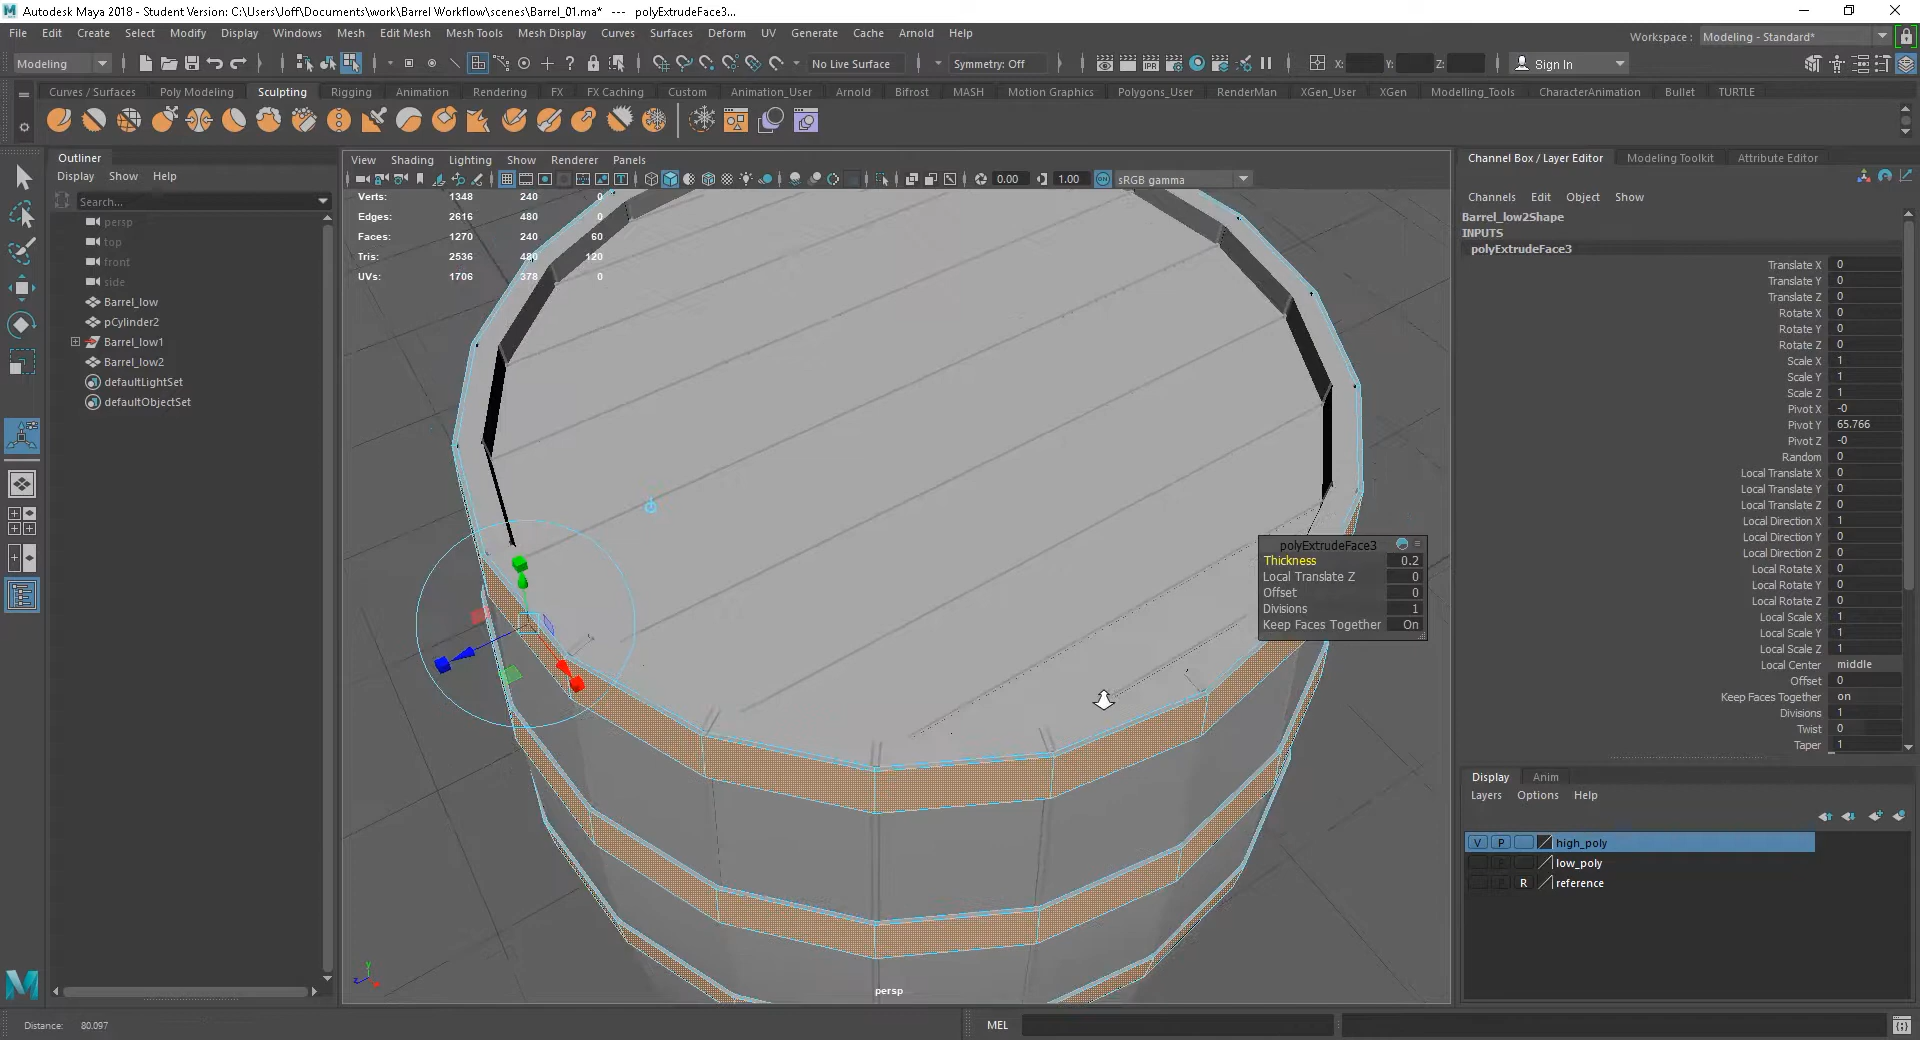 Autodesk Maya 2018 - Student Version: C:\Users\Joff\Documents\work\Barrel Workflow\scenes\Barrel_01.ma* --- polyExtrudeFace3...
File Edit Create Select Modify Display Windows Mesh Edit Mesh Mesh Tools Mesh Display Curves Surfaces Deform UV Generate Cache Arnold Help
Workspace : Modeling - Standard*
Modeling No Live Surface Symmetry: Off X: Y: Z: Sign In
Curves / Surfaces Poly Modeling Sculpting Rigging Animation Rendering FX FX Caching Custom Animation_User Arnold Bifrost MASH Motion Graphics Polygons_User RenderMan XGen_User XGen Modelling_Tools CharacterAnimation Bullet TURTLE
Outliner
Display Show Help
Search...
persp
top
front
side
Barrel_low
pCylinder2
Barrel_low1
Barrel_low2
defaultLightSet
defaultObjectSet
View Shading Lighting Show Renderer Panels
0.00 1.00 sRGB gamma
Verts: 1348 240 0
Edges: 2616 480 0
Faces: 1270 240 60
Tris: 2536 480 120
UVs: 1706 378 0
polyExtrudeFace3
Thickness 0.2
Local Translate Z 0
Offset 0
Divisions 1
Keep Faces Together On
persp
Channel Box / Layer Editor Modeling Toolkit Attribute Editor
Channels Edit Object Show
Barrel_low2Shape
INPUTS
polyExtrudeFace3
Translate X 0
Translate Y 0
Translate Z 0
Rotate X 0
Rotate Y 0
Rotate Z 0
Scale X 1
Scale Y 1
Scale Z 1
Pivot X -0
Pivot Y 65.766
Pivot Z -0
Random 0
Local Translate X 0
Local Translate Y 0
Local Translate Z 0
Local Direction X 1
Local Direction Y 0
Local Direction Z 0
Local Rotate X 0
Local Rotate Y 0
Local Rotate Z 0
Local Scale X 1
Local Scale Y 1
Local Scale Z 1
Local Center middle
Offset 0
Keep Faces Together on
Divisions 1
Twist 0
Taper 1
Display Anim
Layers Options Help
V P high_poly
low_poly
R reference
Distance: 80.097
MEL